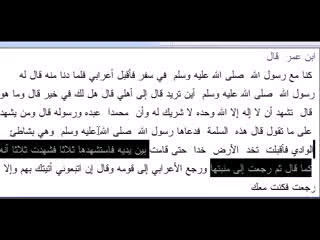 ابن عمر قال
كنا مع رسول الله صلى الله عليه وسلم في سفر فأقبل أعرابي فلما دنا منه قال له
رسول الله صلى الله عليه وسلم أين تريد قال إلى أهلي قال هل لك في خير قال وما هو
قال تشهد أن لا إله إلا الله وحده لا شريك له وأن محمدا عبده ورسوله قال ومن يشهد
على ما تقول قال هذه السلمة فدعاها رسول الله صلى الله عليه وسلم وهي بشاطئ
الوادي فأقبلت تخد الأرض خدا حتى قامت بين يديه فاستشهدها ثلاثا فشهدت ثلاثا أنه
كما قال ثم رجعت إلى منبتها ورجع الأعرابي إلى قومه وقال إن اتبعوني أتيتك بهم وإلا
رجعت فكنت معك